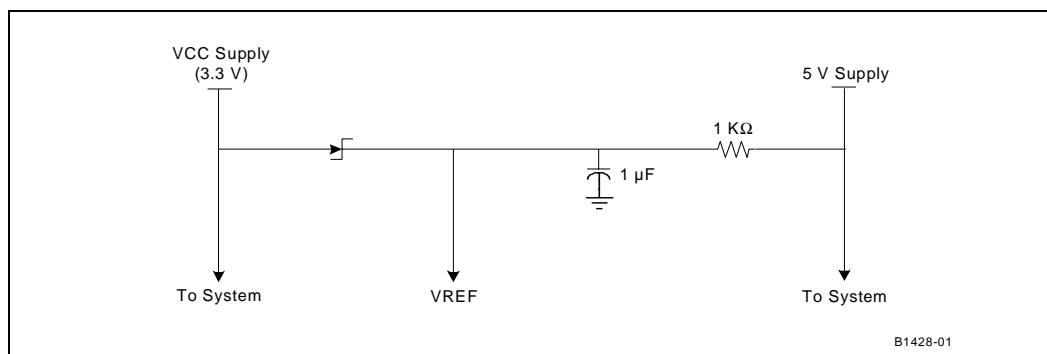 VCC Supply
(3.3 V)
5 V Supply
1 KΩ
1 µF
To System
VREF
To System
B1428-01